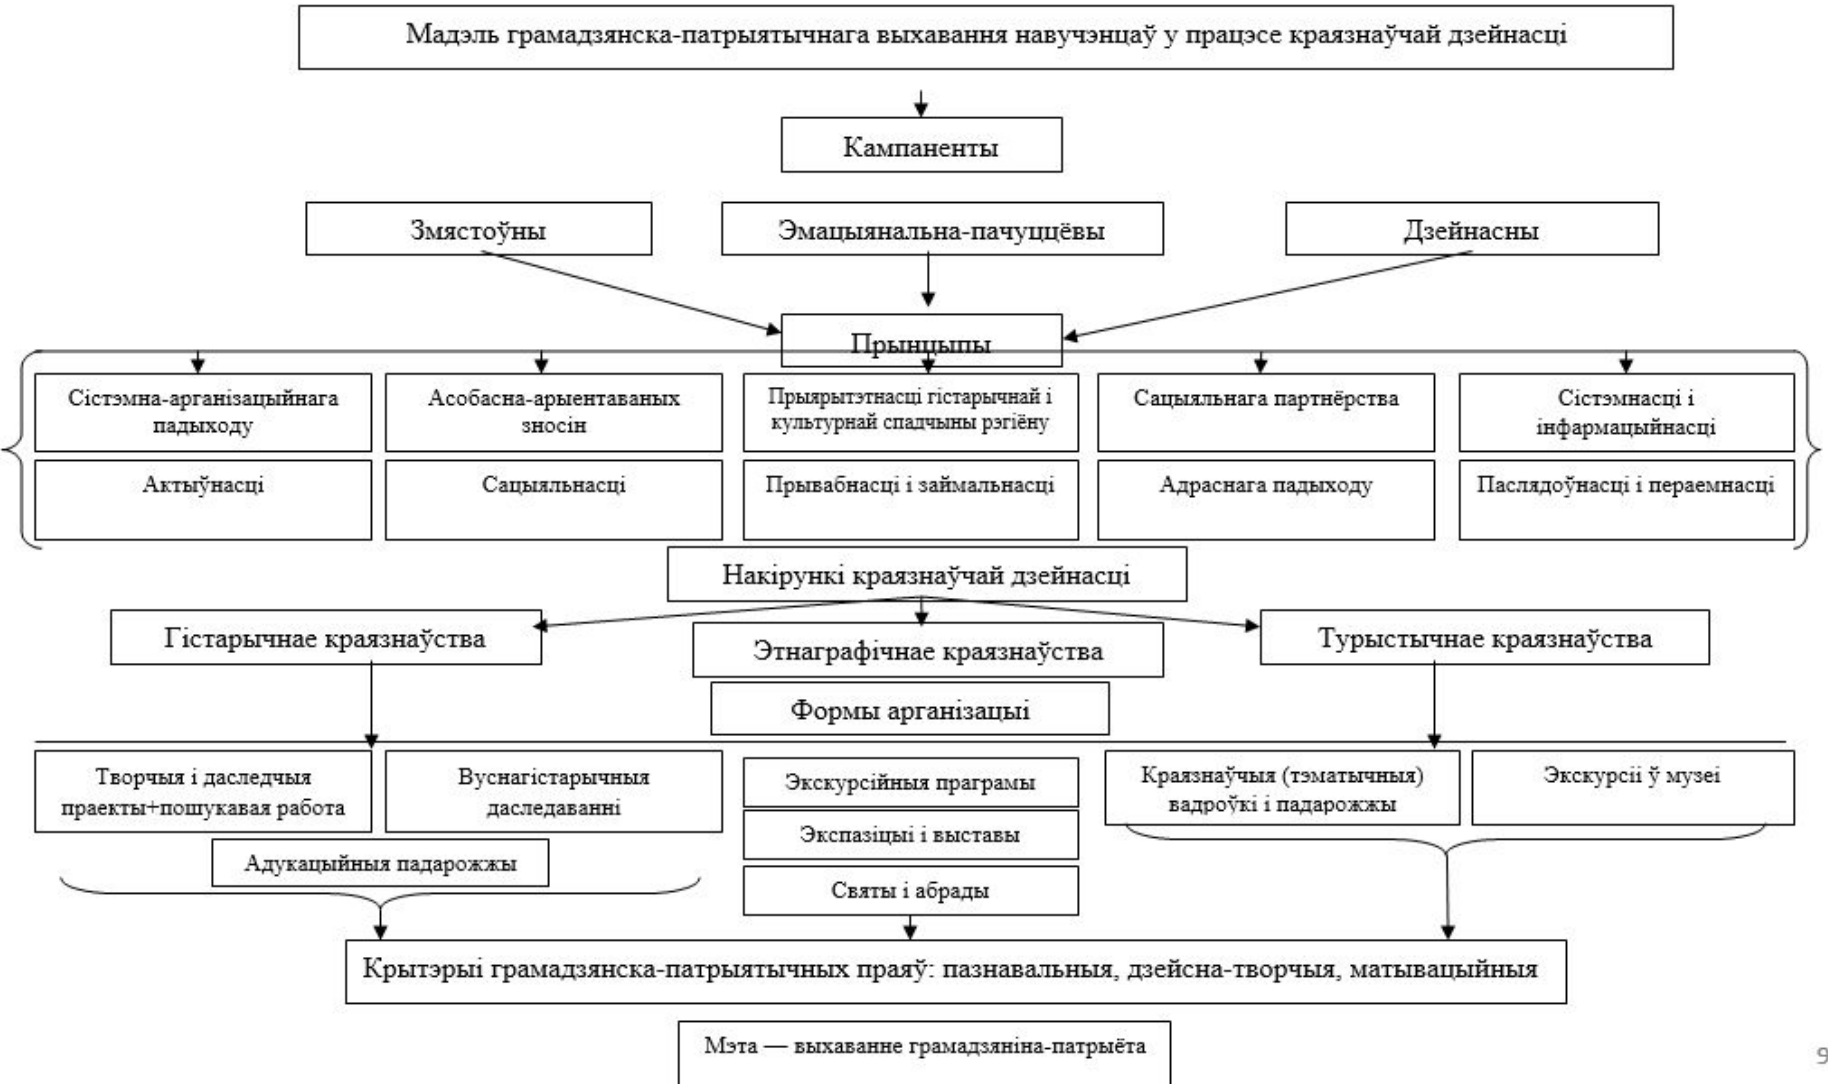 Мадэль грамадзянска-патрыятычнага выхавання навучэнцаў у працэсе краязнаўчай дзейнасці
Кампаненты
Змястоўны
Эмацыянальна-пачуццёвы
Дзейнасны
Прынцыпы
Сістэмна-арганізацыйнага
падыходу
Асобасна-арыентаваных
зносін
Прыярытэтнасці гістарычнай і
культурнай спадчыны рэгіёну
Сацыяльнага партнёрства
Сістэмнасці і
інфармацыйнасці
Актыўнасці
Сацыяльнасці
Прывабнасці і займальнасці
Адраснага падыходу
Паслядоўнасці і пераемнасці
Накірункі краязнаўчай дзейнасці
Гістарычнае краязнаўства
Этнаграфічнае краязнаўства
Турыстычнае краязнаўства
Формы арганізацыі
Творчыя і даследчыя
праекты+пошукавая работа
Вуснагістарычныя
даследаванні
Экскурсійныя праграмы
Краязнаўчыя (тэматычныя)
вадроўкі і падарожжы
Экскурсіі ў музеі
Экспазіцыі і выставы
Адукацыйныя падарожжы
Святы і абрады
Крытэрыі грамадзянска-патрыятычных праяў: пазнавальныя, дзейсна-творчыя, матывацыйныя
Мэта — выхаванне грамадзяніна-патрыёта
9